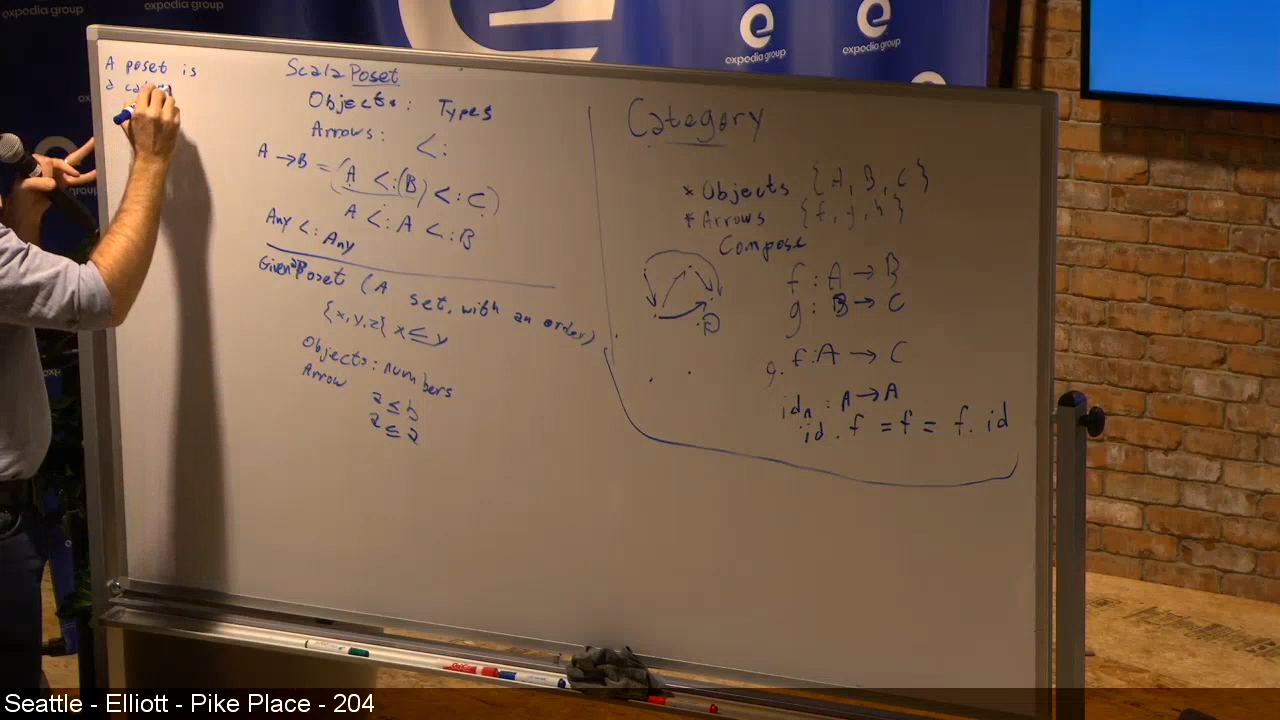 expedia group
expedia group
expedia group
A poset is
a
Scala Poset
Objects: Types
Arrows: <:
A → B = (A <: (B) <: C)
A <: A <: B
Any <: Any
Given Poset (A set, with an order)
{x, y, z} x ≤ y
Objects: numbers
Arrow
a ≤ b
a ≤ a
Category
* Objects {A, B, C}
* Arrows {f, g, h}
Compose
f : A → B
g : B → C
g . f : A → C
id_A : A → A
id . f = f = f . id
Seattle - Elliott - Pike Place - 204